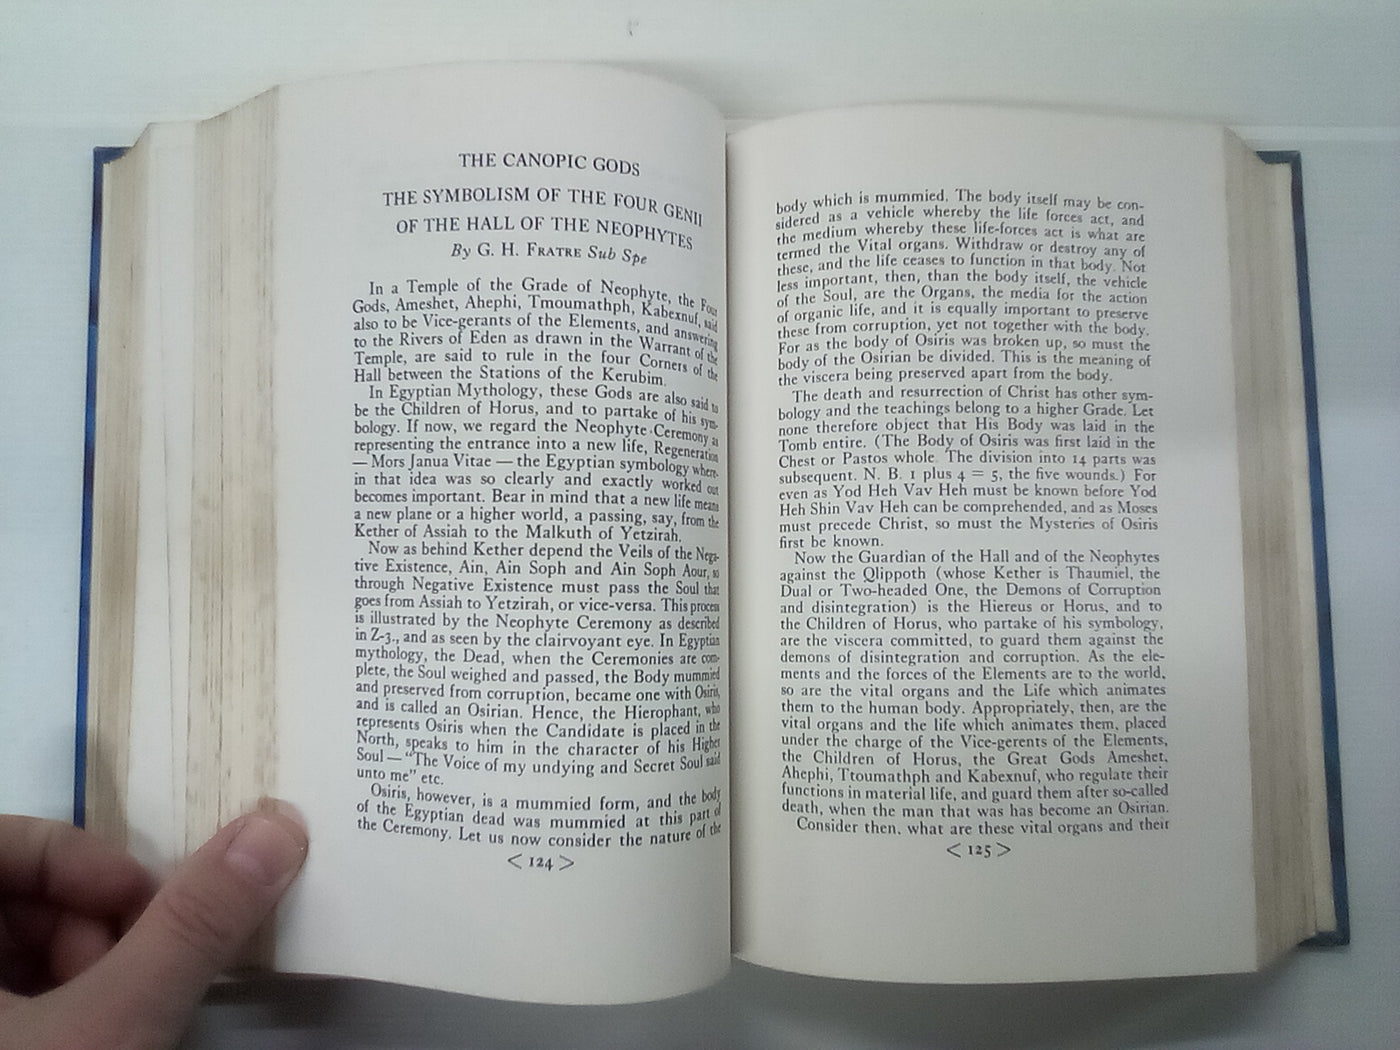 THE CANOPIC GODS
THE SYMBOLISM OF THE FOUR GENII
OF THE HALL OF THE NEOPHYTES
By G. H. FRATRE Sub Spe
In a Temple of the Grade of Neophyte, the Four
Gods, Ameshet, Ahephi, Tmoumathph, Kabexnuf, said
also to be Vice-gerants of the Elements, and answering
to the Rivers of Eden as drawn in the Warrant of the
Temple, are said to rule in the four Corners of the
Hall between the Stations of the Kerubim.
In Egyptian Mythology, these Gods are also said to
be the Children of Horus, and to partake of his sym-
bology. If now, we regard the Neophyte Ceremony as
representing the entrance into a new life, Regeneration
— Mors Janua Vitae — the Egyptian symbology where-
in that idea was so clearly and exactly worked out
becomes important. Bear in mind that a new life means
a new plane or a higher world, a passing, say, from the
Kether of Assiah to the Malkuth of Yetzirah.
Now as behind Kether depend the Veils of the Nega-
tive Existence, Ain, Ain Soph and Ain Soph Aour, so
through Negative Existence must pass the Soul that
goes from Assiah to Yetzirah, or vice-versa. This process
is illustrated by the Neophyte Ceremony as described
in Z-3., and as seen by the clairvoyant eye. In Egyptian
mythology, the Dead, when the Ceremonies are com-
plete, the Soul weighed and passed, the Body mummied
and preserved from corruption, became one with Osiris,
and is called an Osirian. Hence, the Hierophant, who
represents Osiris when the Candidate is placed in the
North, speaks to him in the character of his Higher
Soul — "The Voice of my undying and Secret Soul said
unto me" etc.
Osiris, however, is a mummied form, and the body
of the Egyptian dead was mummied at this part of
the Ceremony. Let us now consider the nature of the
< 124 >
body which is mummied. The body itself may be con-
sidered as a vehicle whereby the life forces act, and
the medium whereby these life-forces act is what are
termed the Vital organs. Withdraw or destroy any of
these, and the life ceases to function in that body. Not
less important, then, than the body itself, the vehicle
of the Soul, are the Organs, the media for the action
of organic life, and it is equally important to preserve
these from corruption, yet not together with the body.
For as the body of Osiris was broken up, so must the
body of the Osirian be divided. This is the meaning of
the viscera being preserved apart from the body.
The death and resurrection of Christ has other sym-
bology and the teachings belong to a higher Grade. Let
none therefore object that His Body was laid in the
Tomb entire. (The Body of Osiris was first laid in the
Chest or Pastos whole. The division into 14 parts was
subsequent. N. B. 1 plus 4 = 5, the five wounds.) For
even as Yod Heh Vav Heh must be known before Yod
Heh Shin Vav Heh can be comprehended, and as Moses
must precede Christ, so must the Mysteries of Osiris
first be known.
Now the Guardian of the Hall and of the Neophytes
against the Qlippoth (whose Kether is Thaumiel, the
Dual or Two-headed One, the Demons of Corruption
and disintegration) is the Hiereus or Horus, and to
the Children of Horus, who partake of his symbology,
are the viscera committed, to guard them against the
demons of disintegration and corruption. As the ele-
ments and the forces of the Elements are to the world,
so are the vital organs and the Life which animates
them to the human body. Appropriately, then, are the
vital organs and the life which animates them, placed
under the charge of the Vice-gerents of the Elements,
the Children of Horus, the Great Gods Ameshet,
Ahephi, Ttoumathph and Kabexnuf, who regulate their
functions in material life, and guard them after so-called
death, when the man that was has become an Osirian.
Consider then, what are these vital organs and their
< 125 >